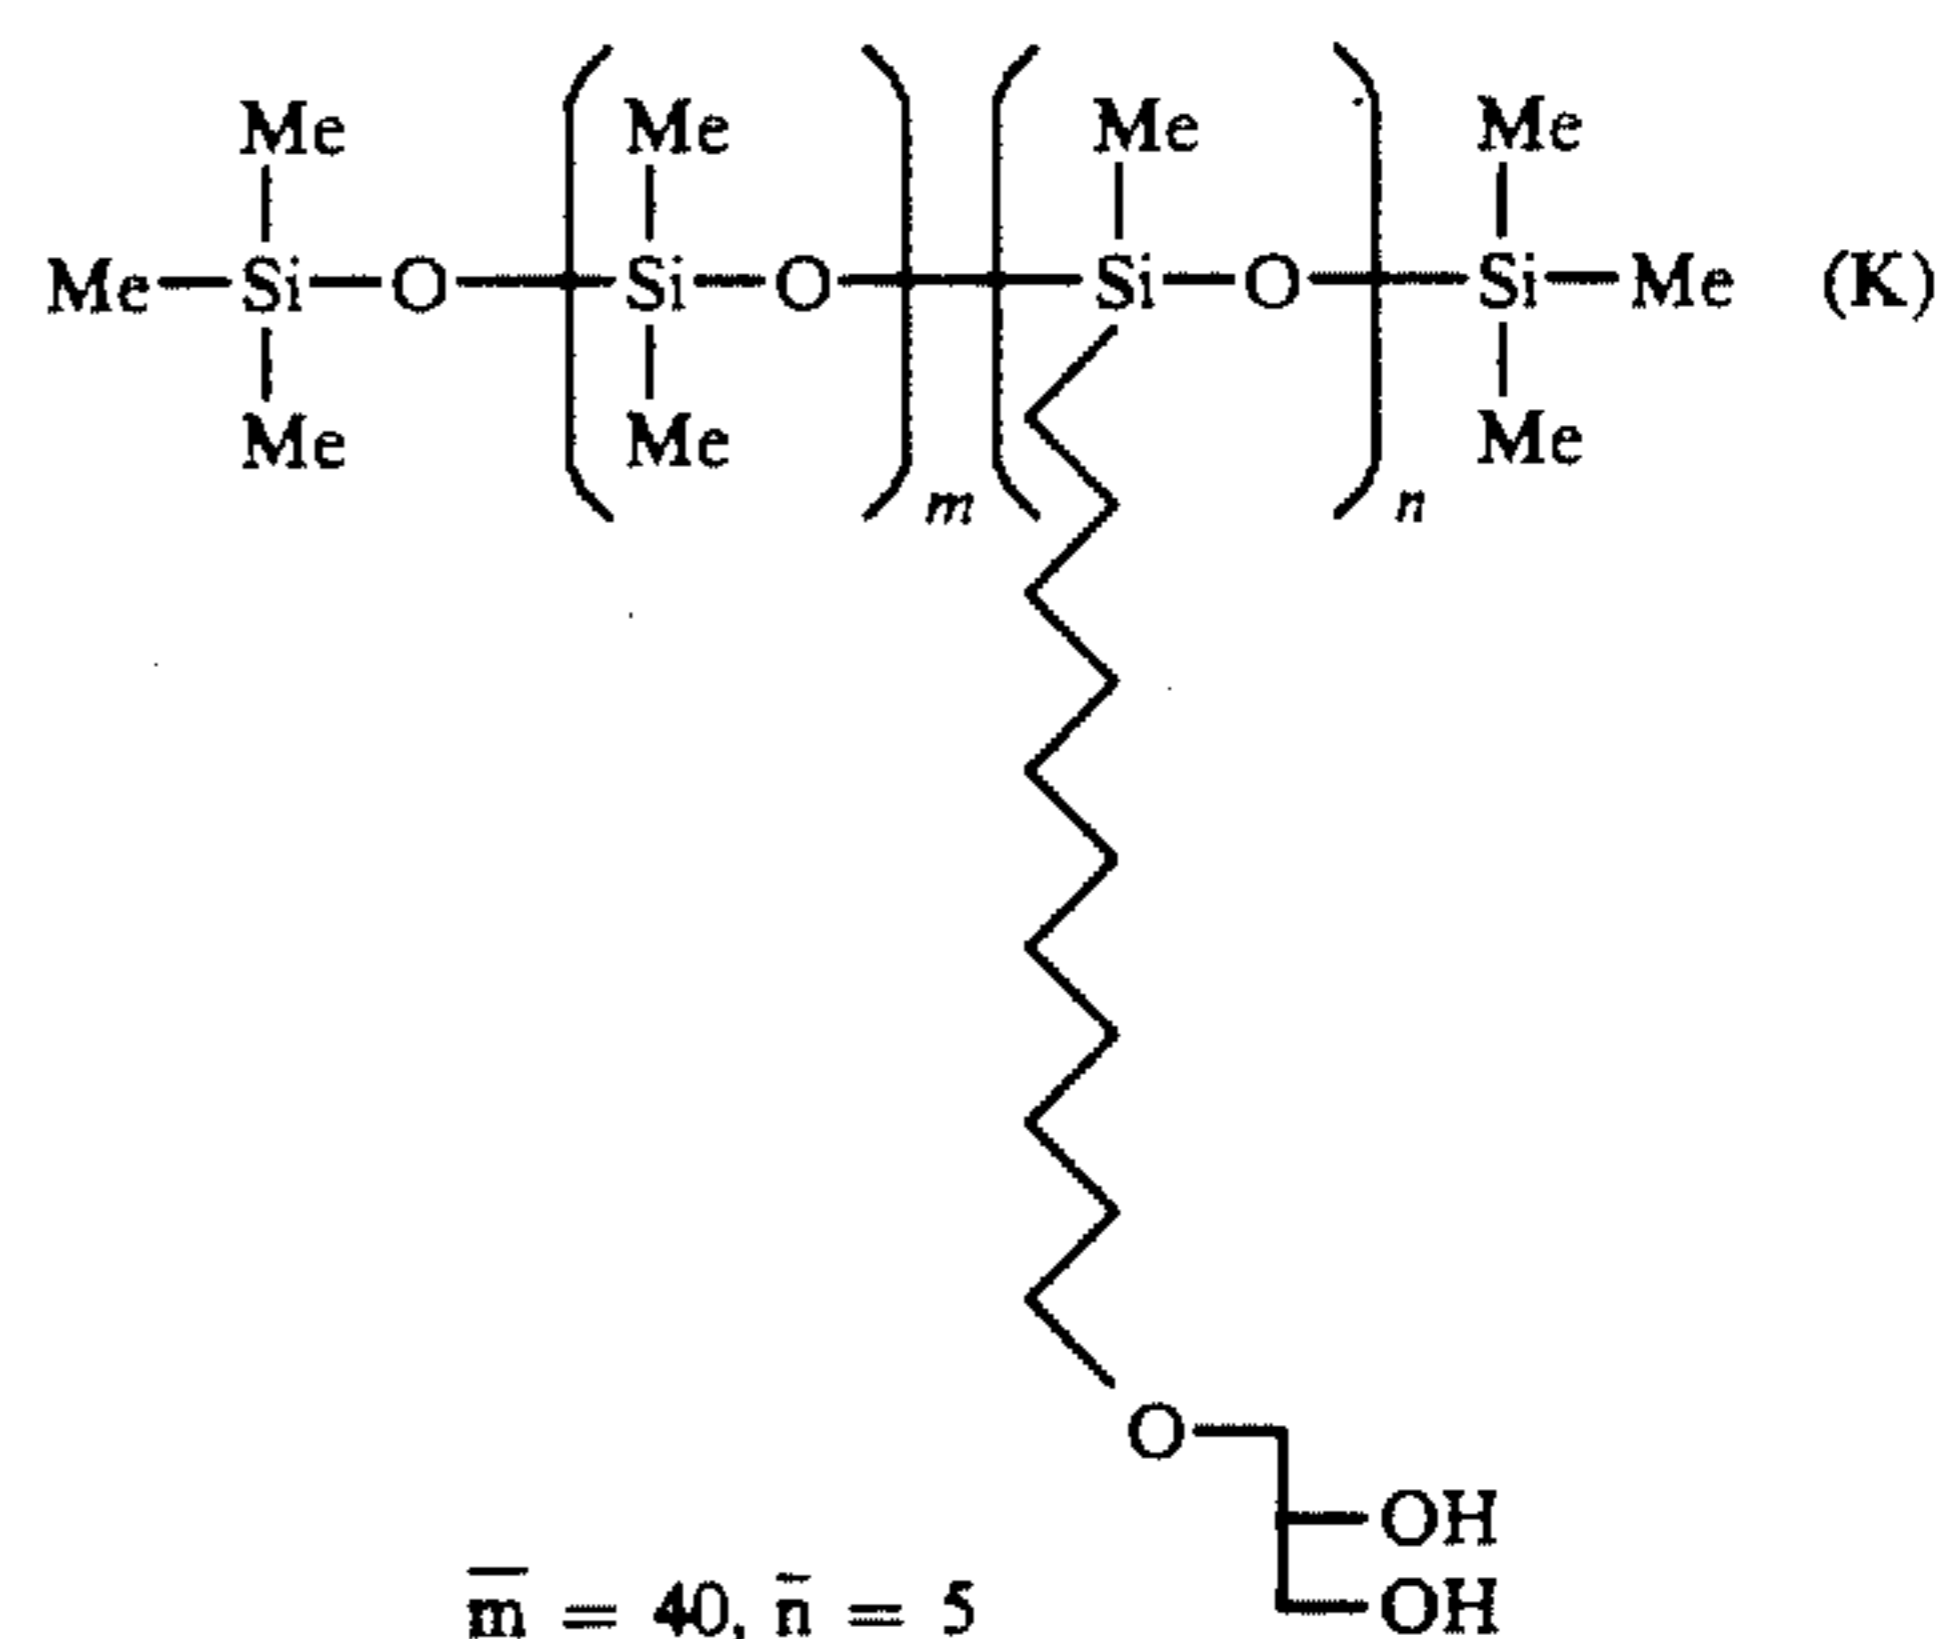 Me Me Me Me
Me—Si—O—Si—O—Si—O—Si—Me (K)
Me Me Me
m n
O
OH
m̅ = 40, n̅ = 5 OH